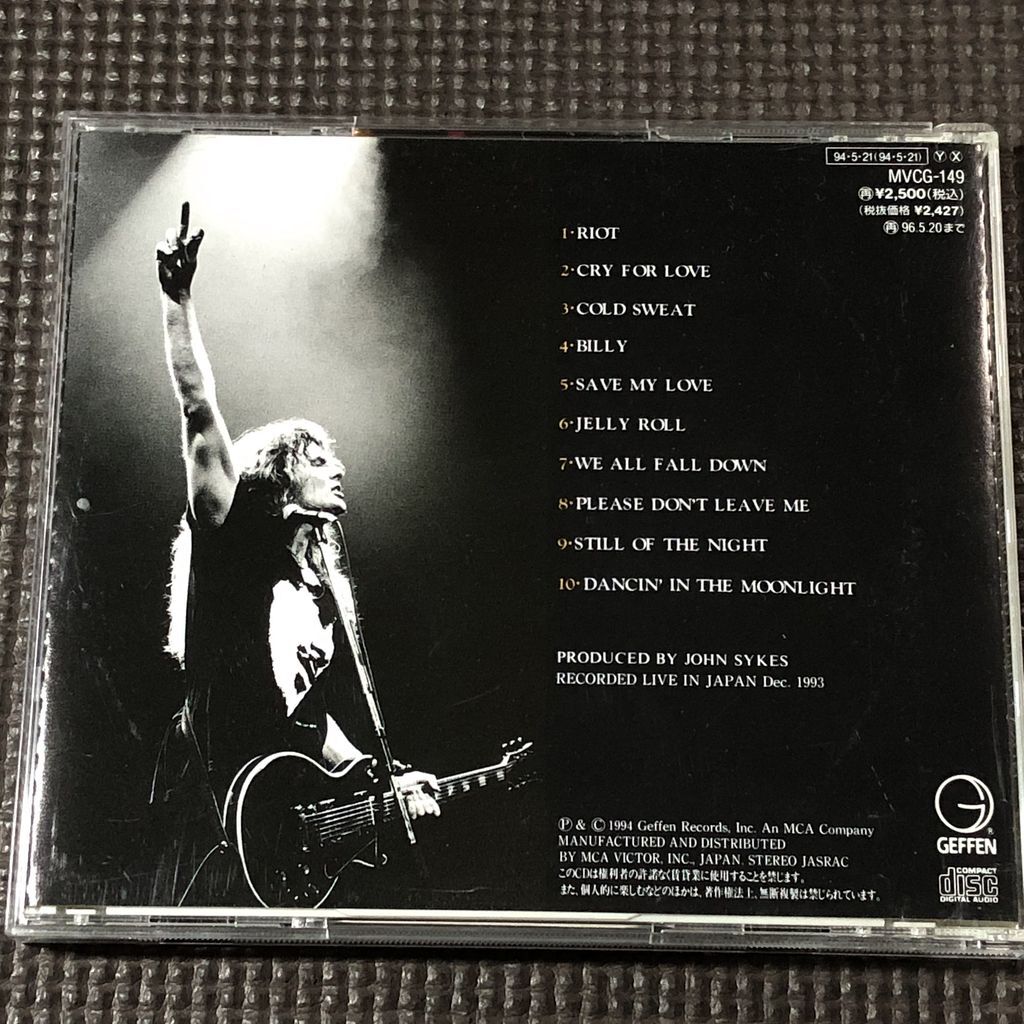 94・5・21(94・5・21) Ⓨ Ⓧ
MVCG-149
㊢¥2,500(税込)
(税抜価格 ¥2,427)
㊢96.5.20まで
1・RIOT
2・CRY FOR LOVE
3・COLD SWEAT
4・BILLY
5・SAVE MY LOVE
6・JELLY ROLL
7・WE ALL FALL DOWN
8・PLEASE DON'T LEAVE ME
9・STILL OF THE NIGHT
10・DANCIN' IN THE MOONLIGHT
PRODUCED BY JOHN SYKES
RECORDED LIVE IN JAPAN Dec. 1993
Ⓟ & Ⓒ 1994 Geffen Records, Inc. An MCA Company
MANUFACTURED AND DISTRIBUTED
BY MCA VICTOR, INC., JAPAN. STEREO JASRAC
このCDは権利者の許諾なく賃貸業に使用することを禁じます。
また、個人的に楽しむなどのほかは、著作権法上、無断複製は禁じられています。
G®
GEFFEN
COMPACT
disc
DIGITAL AUDIO